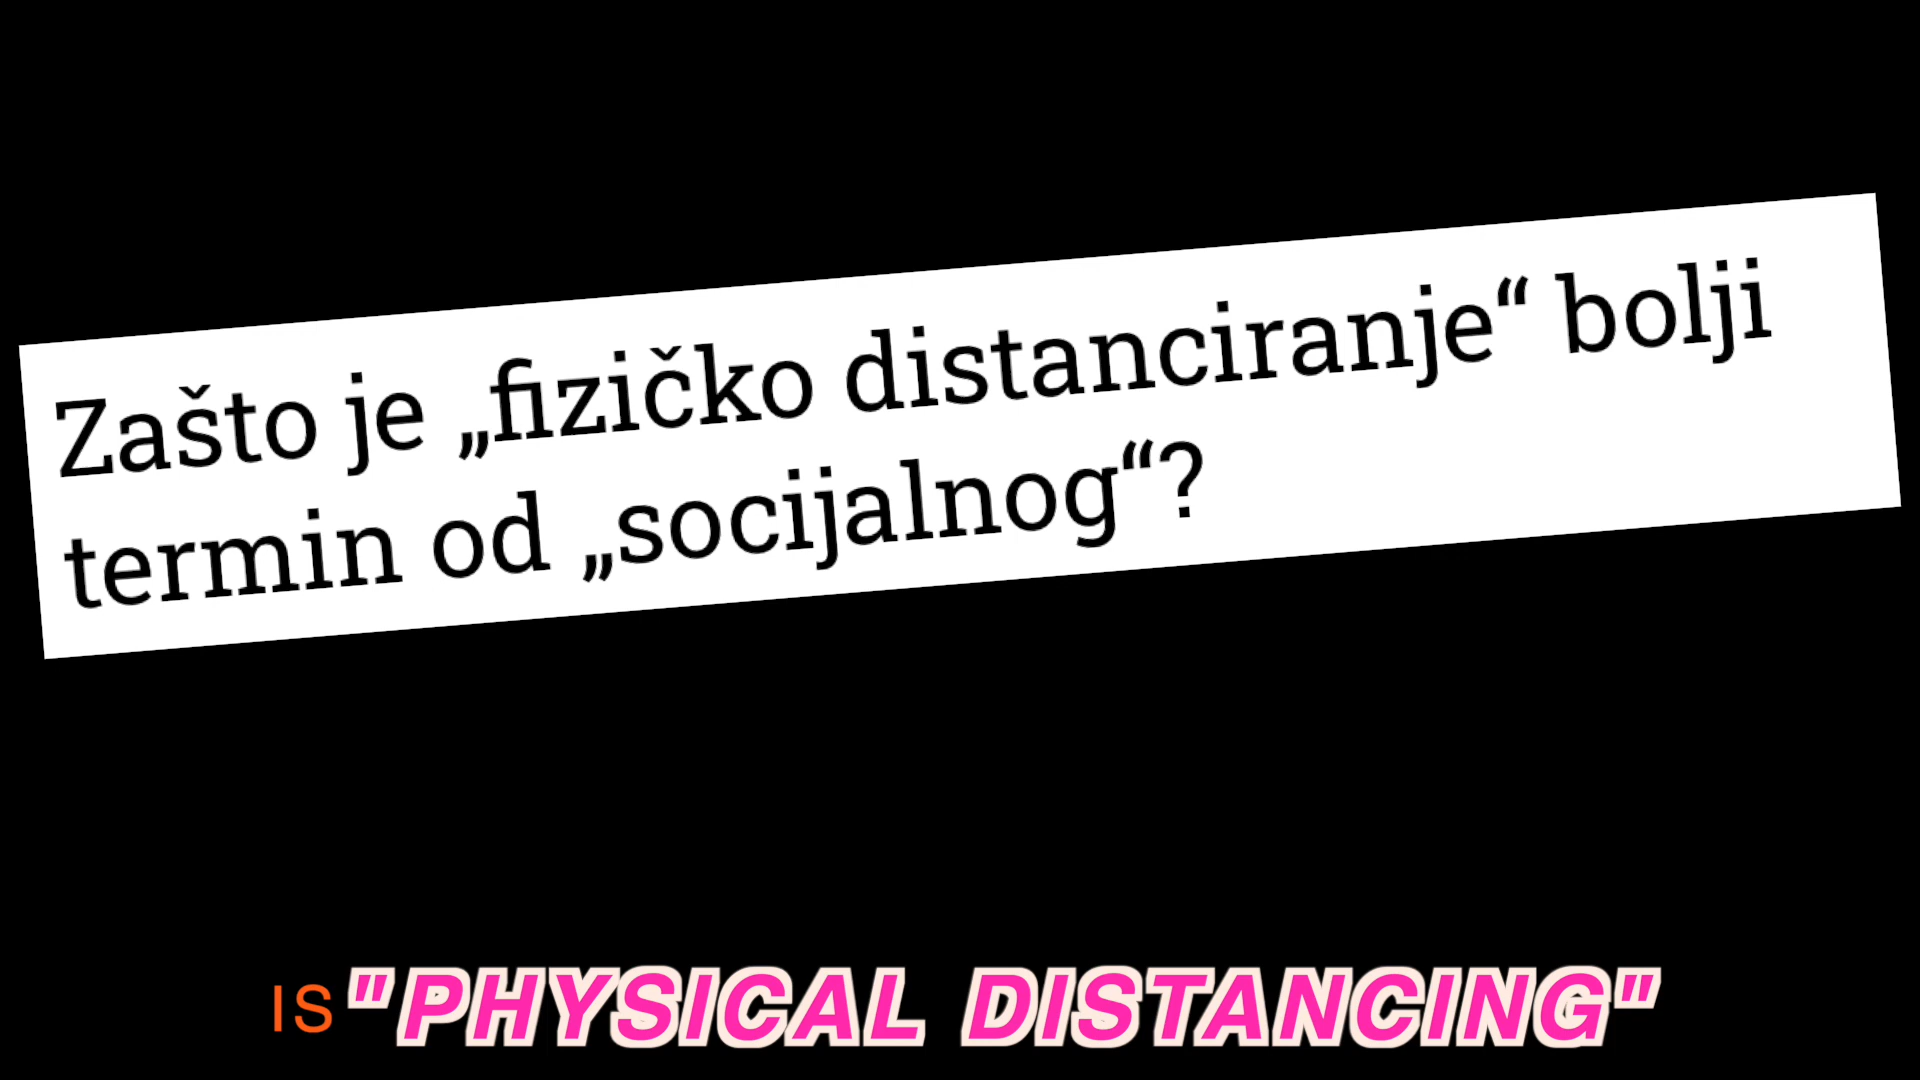 Zašto je „fizičko distanciranje“ bolji
termin od „socijalnog“?
IS "PHYSICAL DISTANCING"